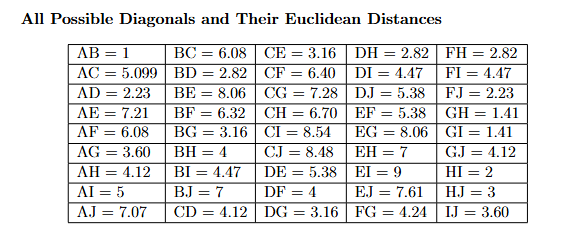 All Possible Diagonals and Their Euclidean Distances
AB = 1 BC = 6.08 CE = 3.16 DH = 2.82 FH = 2.82
AC = 5.099 BD = 2.82 CF = 6.40 DI = 4.47 FI = 4.47
AD = 2.23 BE = 8.06 CG = 7.28 DJ = 5.38 FJ = 2.23
AE = 7.21 BF = 6.32 CH = 6.70 EF = 5.38 GH = 1.41
AF = 6.08 BG = 3.16 CI = 8.54 EG = 8.06 GI = 1.41
AG = 3.60 BH = 4 CJ = 8.48 EH = 7 GJ = 4.12
AH = 4.12 BI = 4.47 DE = 5.38 EI = 9 HI = 2
AI = 5 BJ = 7 DF = 4 EJ = 7.61 HJ = 3
AJ = 7.07 CD = 4.12 DG = 3.16 FG = 4.24 IJ = 3.60